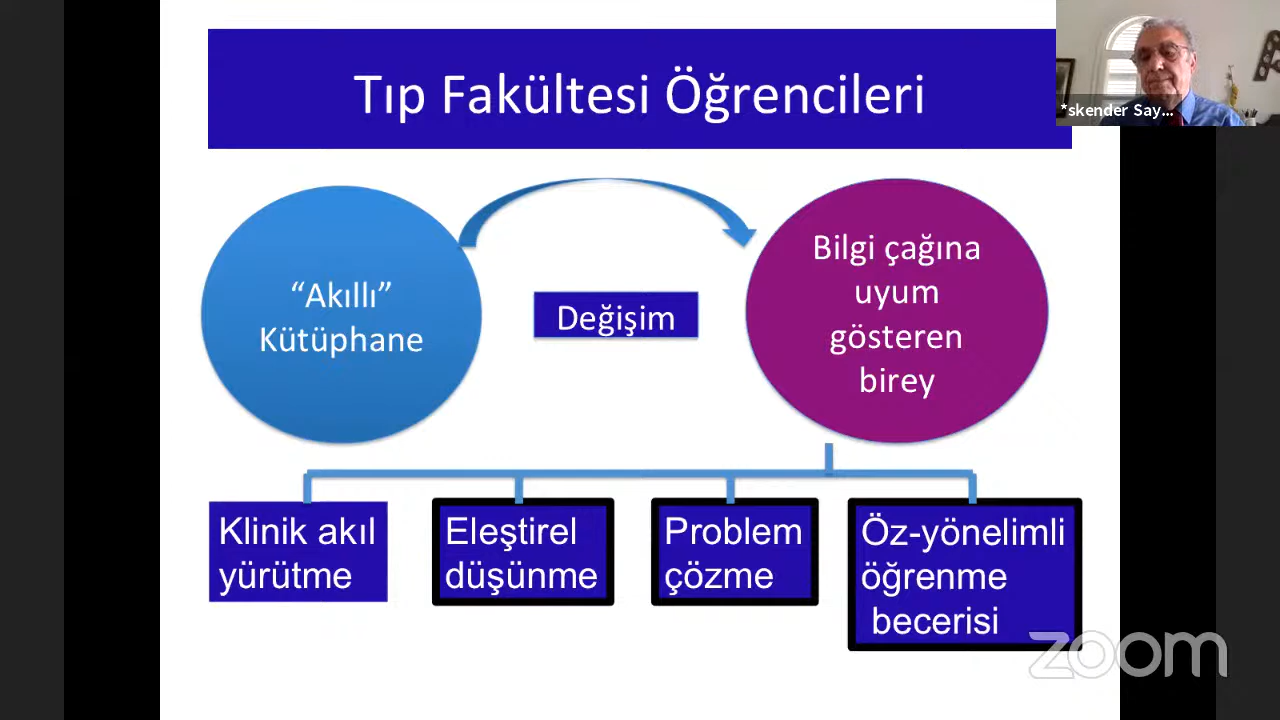 Tıp Fakültesi Öğrencileri
*skender Say...
“Akıllı”
Kütüphane
Değişim
Bilgi çağına
uyum
gösteren
birey
Klinik akıl
yürütme
Eleştirel
düşünme
Problem
çözme
Öz-yönelimli
öğrenme
becerisi
zoom